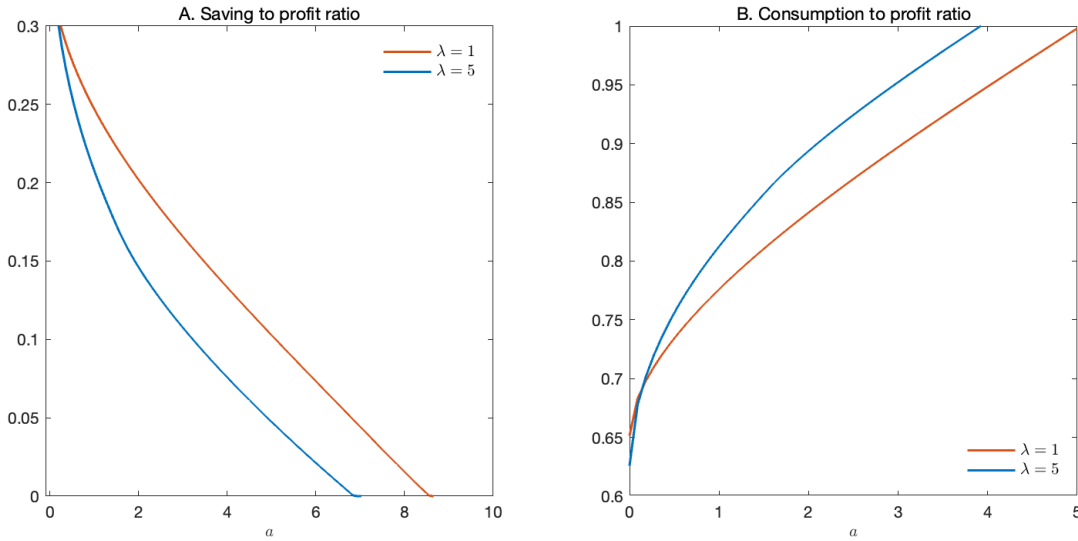 A. Saving to profit ratio
0.3
0.25
0.2
0.15
0.1
0.05
0
0 2 4 6 8 10
a
λ = 1
λ = 5
B. Consumption to profit ratio
1
0.95
0.9
0.85
0.8
0.75
0.7
0.65
0.6
0 1 2 3 4 5
a
λ = 1
λ = 5